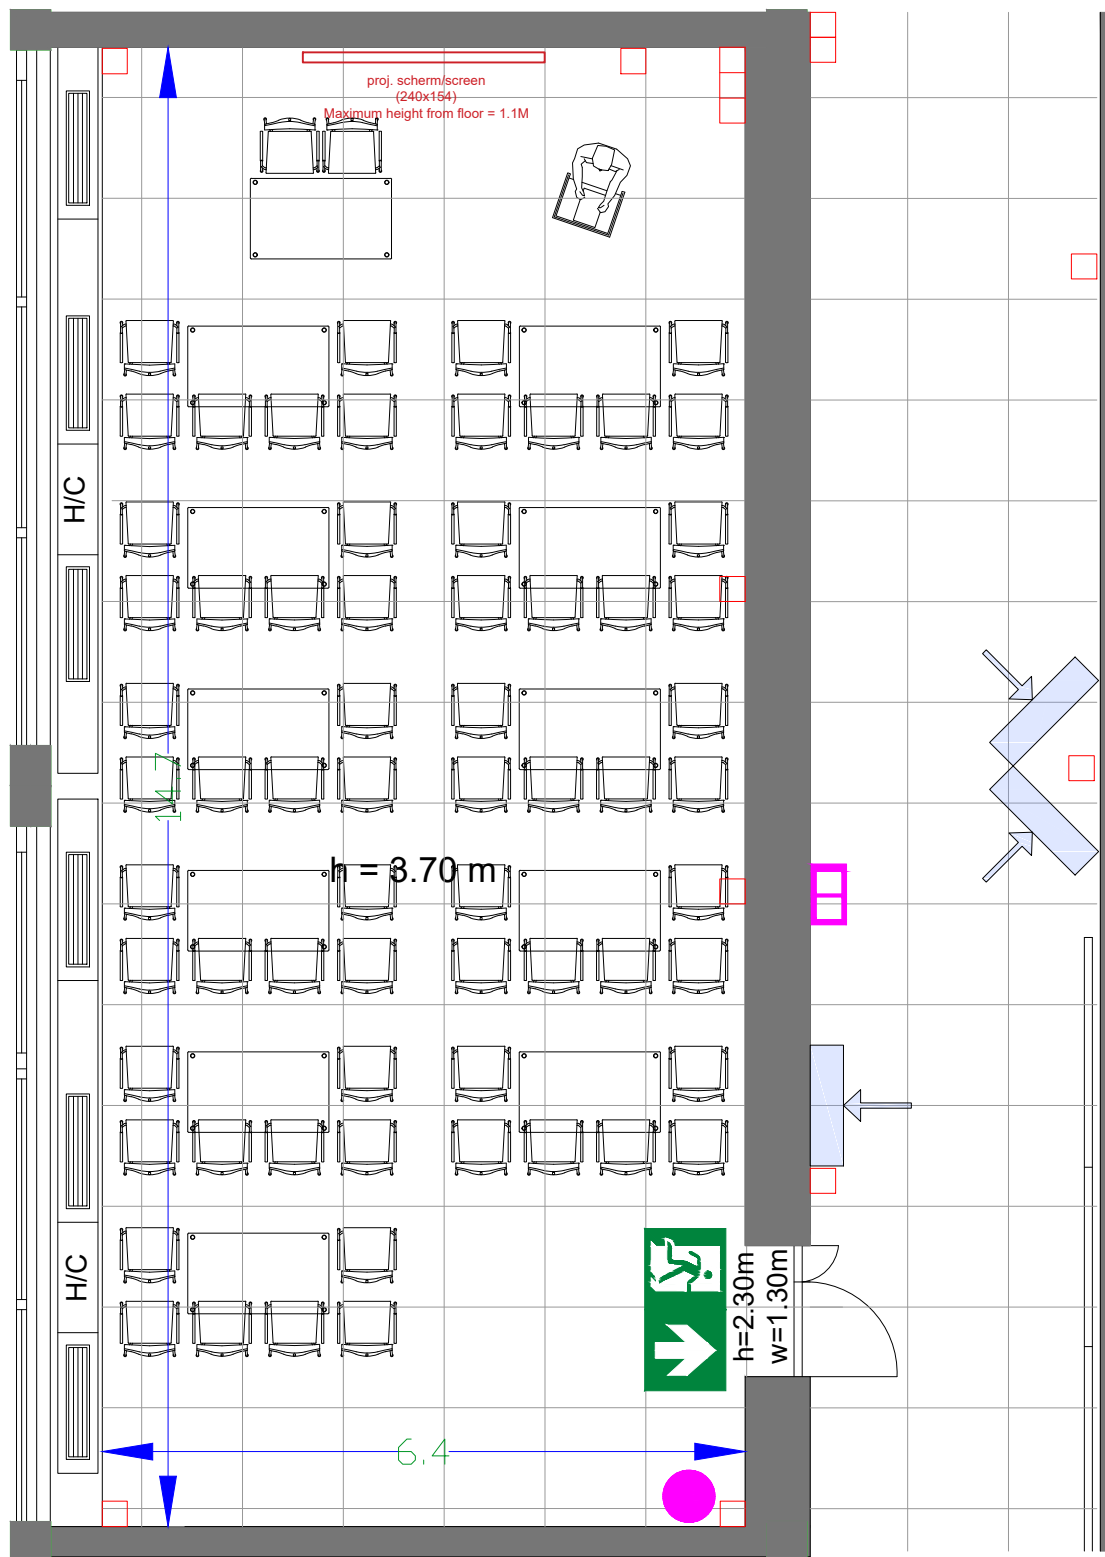 proj. scherm/screen
(240x154)
Maximum height from floor = 1.1M
H/C
14,7
h = 3.70 m
H/C
h=2.30m
w=1.30m
6,4